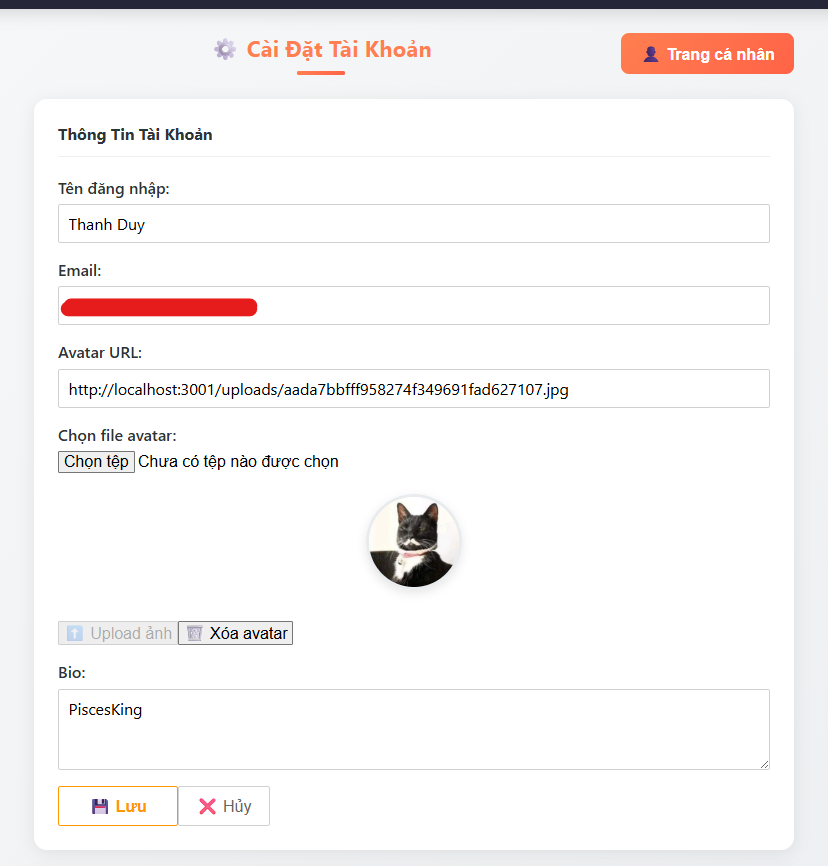 Cài Đặt Tài Khoản
Trang cá nhân
Thông Tin Tài Khoản
Tên đăng nhập:
Thanh Duy
Email:
Avatar URL:
http://localhost:3001/uploads/aada7bbfff958274f349691fad627107.jpg
Chọn file avatar:
Chọn tệp Chưa có tệp nào được chọn
Upload ảnh Xóa avatar
Bio:
PiscesKing
Lưu Hủy